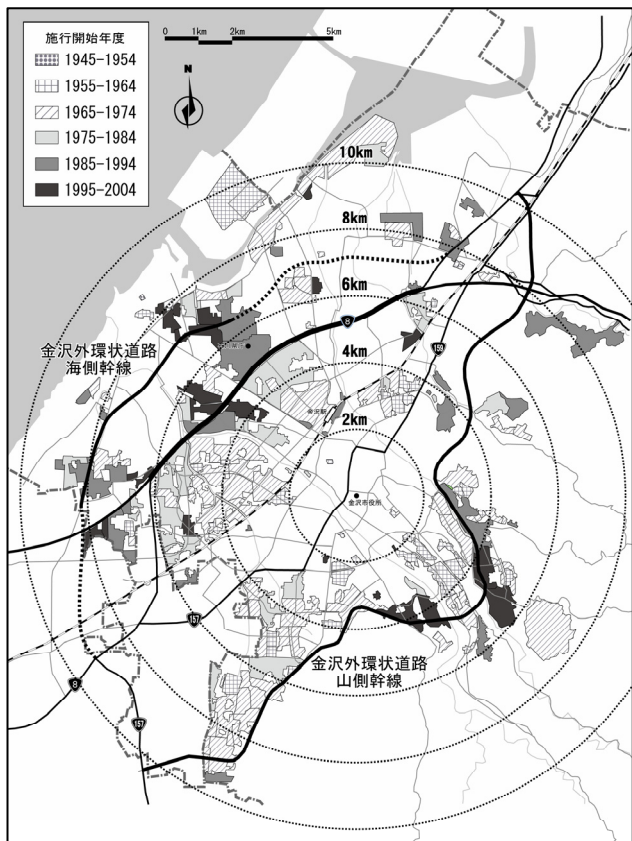 施行開始年度
1945-1954
1955-1964
1965-1974
1975-1984
1985-1994
1995-2004
0 1km 2km 5km
N
10km
8km
6km
8
金沢外環状道路
海側幹線
159
4km
県庁
金沢駅
2km
金沢市役所
157
金沢外環状道路
山側幹線
8
157